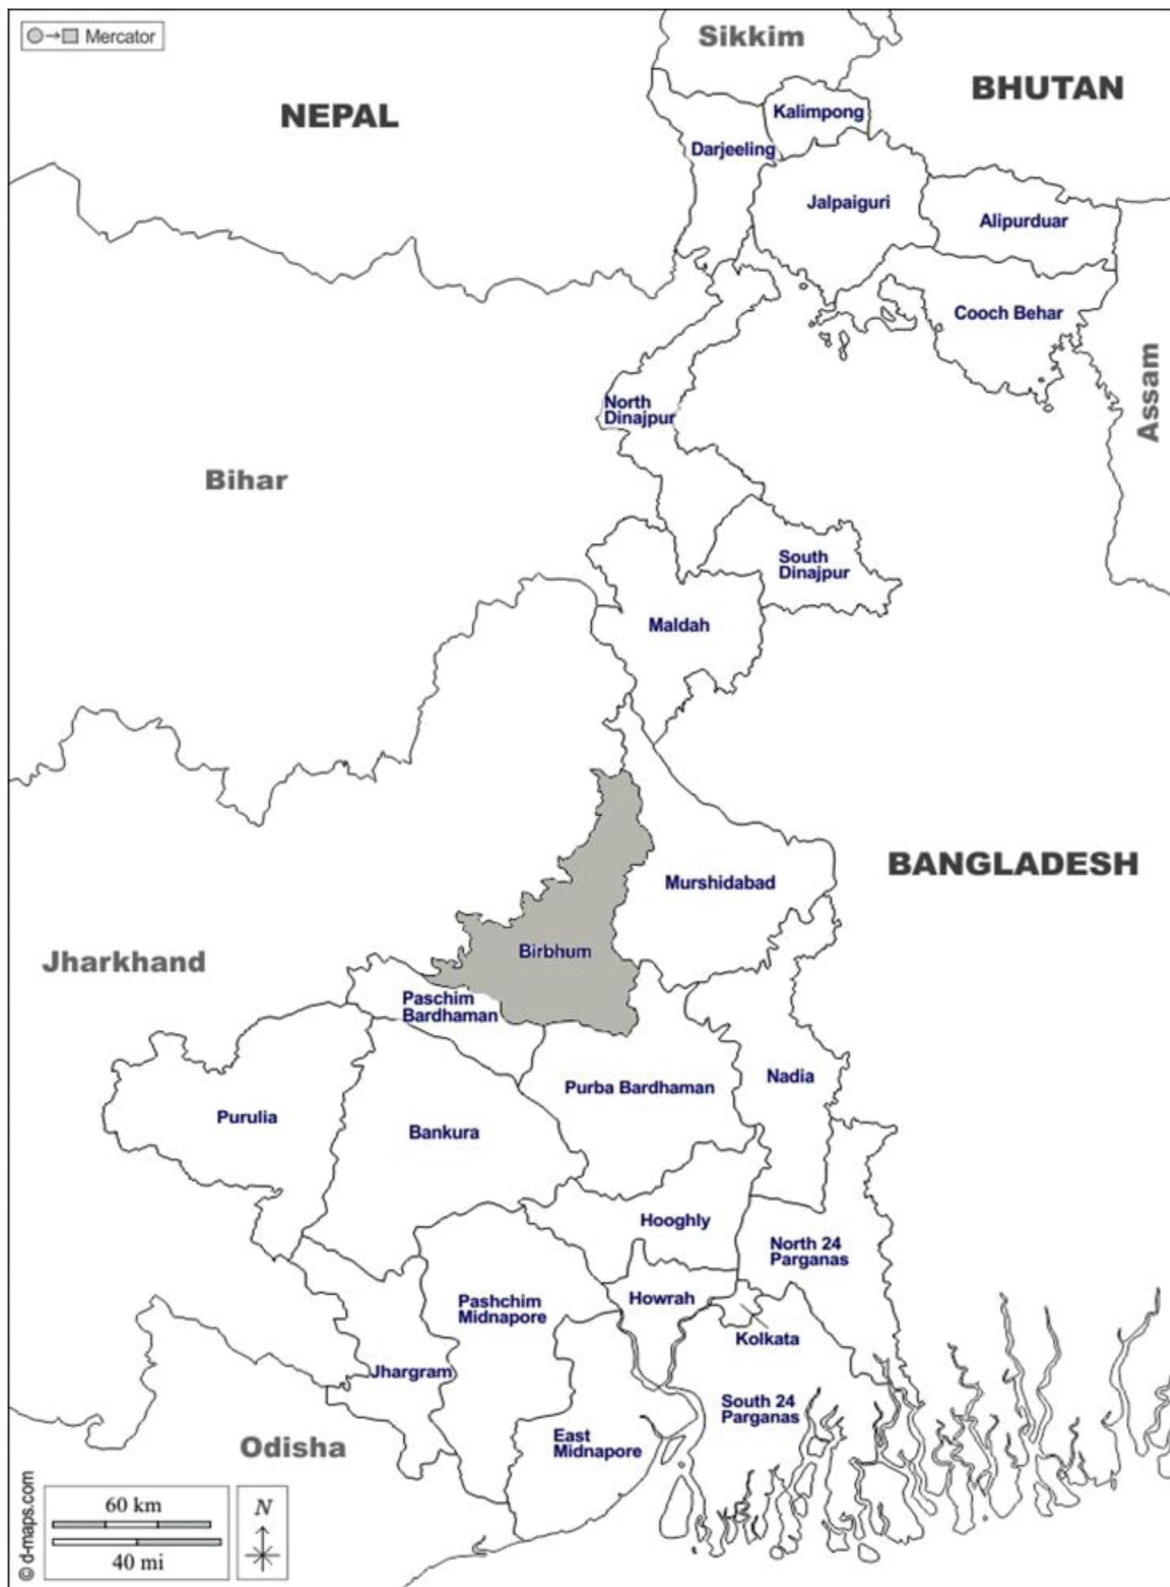 Mercator
Sikkim
NEPAL
BHUTAN
Kalimpong
Darjeeling
Jalpaiguri
Alipurduar
Cooch Behar
Assam
North
Dinajpur
Bihar
South
Dinajpur
Maldah
BANGLADESH
Murshidabad
Birbhum
Jharkhand
Paschim
Bardhaman
Nadia
Purba Bardhaman
Purulia
Bankura
Hooghly
North 24
Parganas
Howrah
Pashchim
Midnapore
Kolkata
Jhargram
South 24
Parganas
East
Midnapore
Odisha
60 km
40 mi
N
© d-maps.com